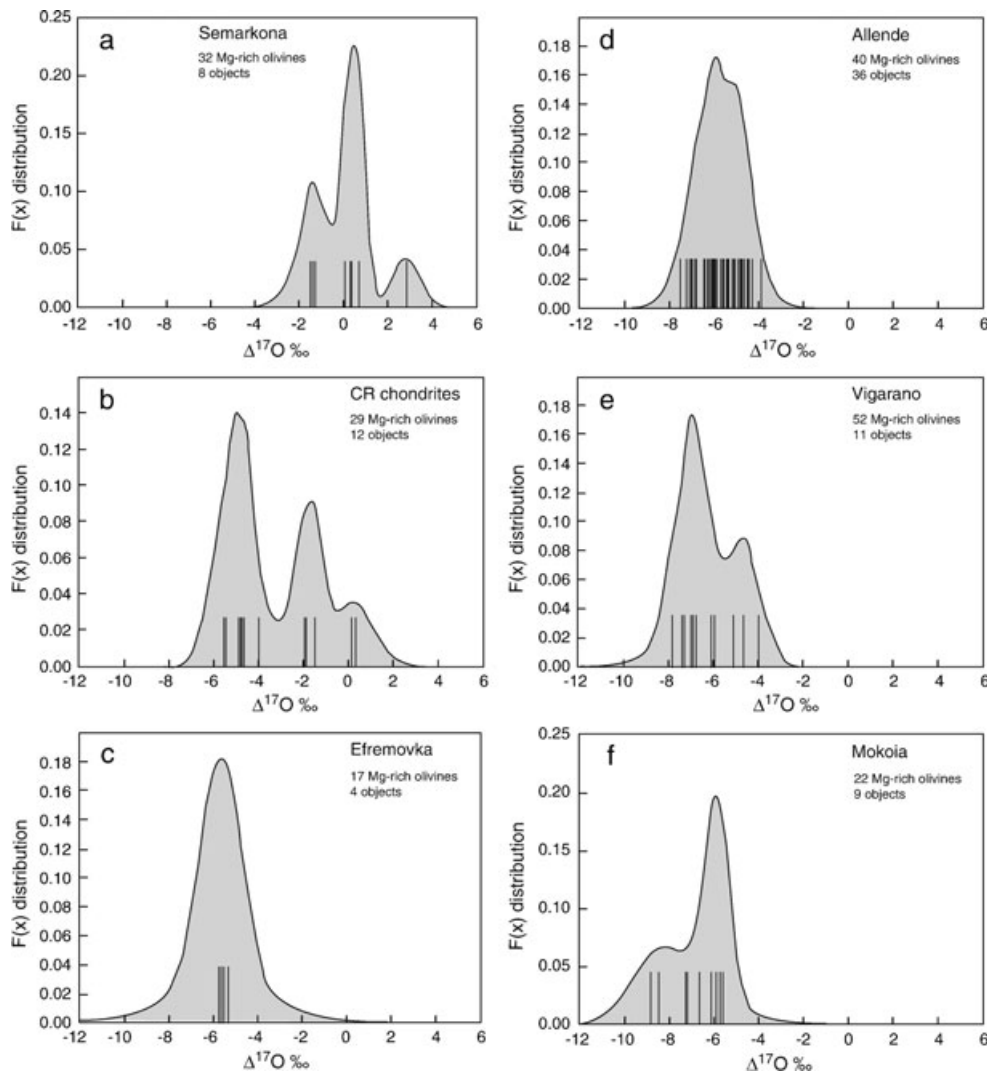 a
Semarkona
32 Mg-rich olivines
8 objects
F(x) distribution
0.25
0.20
0.15
0.10
0.05
0.00
-12 -10 -8 -6 -4 -2 0 2 4 6
Δ¹⁷O ‰
d
Allende
40 Mg-rich olivines
36 objects
F(x) distribution
0.18
0.16
0.14
0.12
0.10
0.08
0.06
0.04
0.02
0.00
-12 -10 -8 -6 -4 -2 0 2 4 6
Δ¹⁷O ‰
b
CR chondrites
29 Mg-rich olivines
12 objects
F(x) distribution
0.14
0.12
0.10
0.08
0.06
0.04
0.02
0.00
-12 -10 -8 -6 -4 -2 0 2 4 6
Δ¹⁷O ‰
e
Vigarano
52 Mg-rich olivines
11 objects
F(x) distribution
0.18
0.16
0.14
0.12
0.10
0.08
0.06
0.04
0.02
0.00
-12 -10 -8 -6 -4 -2 0 2 4 6
Δ¹⁷O ‰
c
Efremovka
17 Mg-rich olivines
4 objects
F(x) distribution
0.18
0.16
0.14
0.12
0.10
0.08
0.06
0.04
0.02
0.00
-12 -10 -8 -6 -4 -2 0 2 4 6
Δ¹⁷O ‰
f
Mokoia
22 Mg-rich olivines
9 objects
F(x) distribution
0.25
0.20
0.15
0.10
0.05
0.00
-12 -10 -8 -6 -4 -2 0 2 4 6
Δ¹⁷O ‰